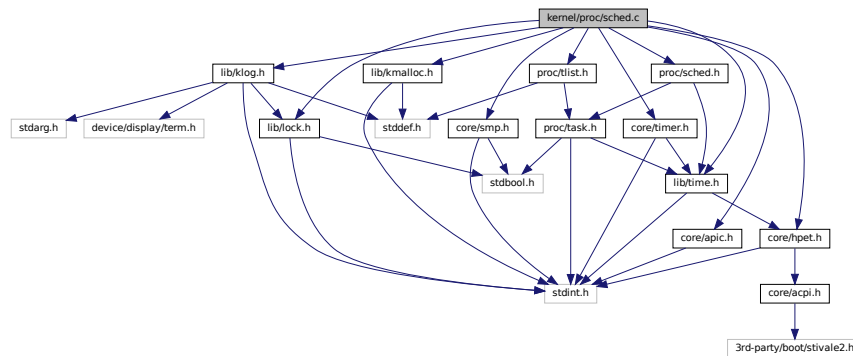 kernel/proc/sched.c
lib/klog.h
lib/kmalloc.h
proc/tlist.h
proc/sched.h
stdarg.h
device/display/term.h
lib/lock.h
stddef.h
core/smp.h
proc/task.h
core/timer.h
stdbool.h
lib/time.h
core/apic.h
core/hpet.h
stdint.h
core/acpi.h
3rd-party/boot/stivale2.h